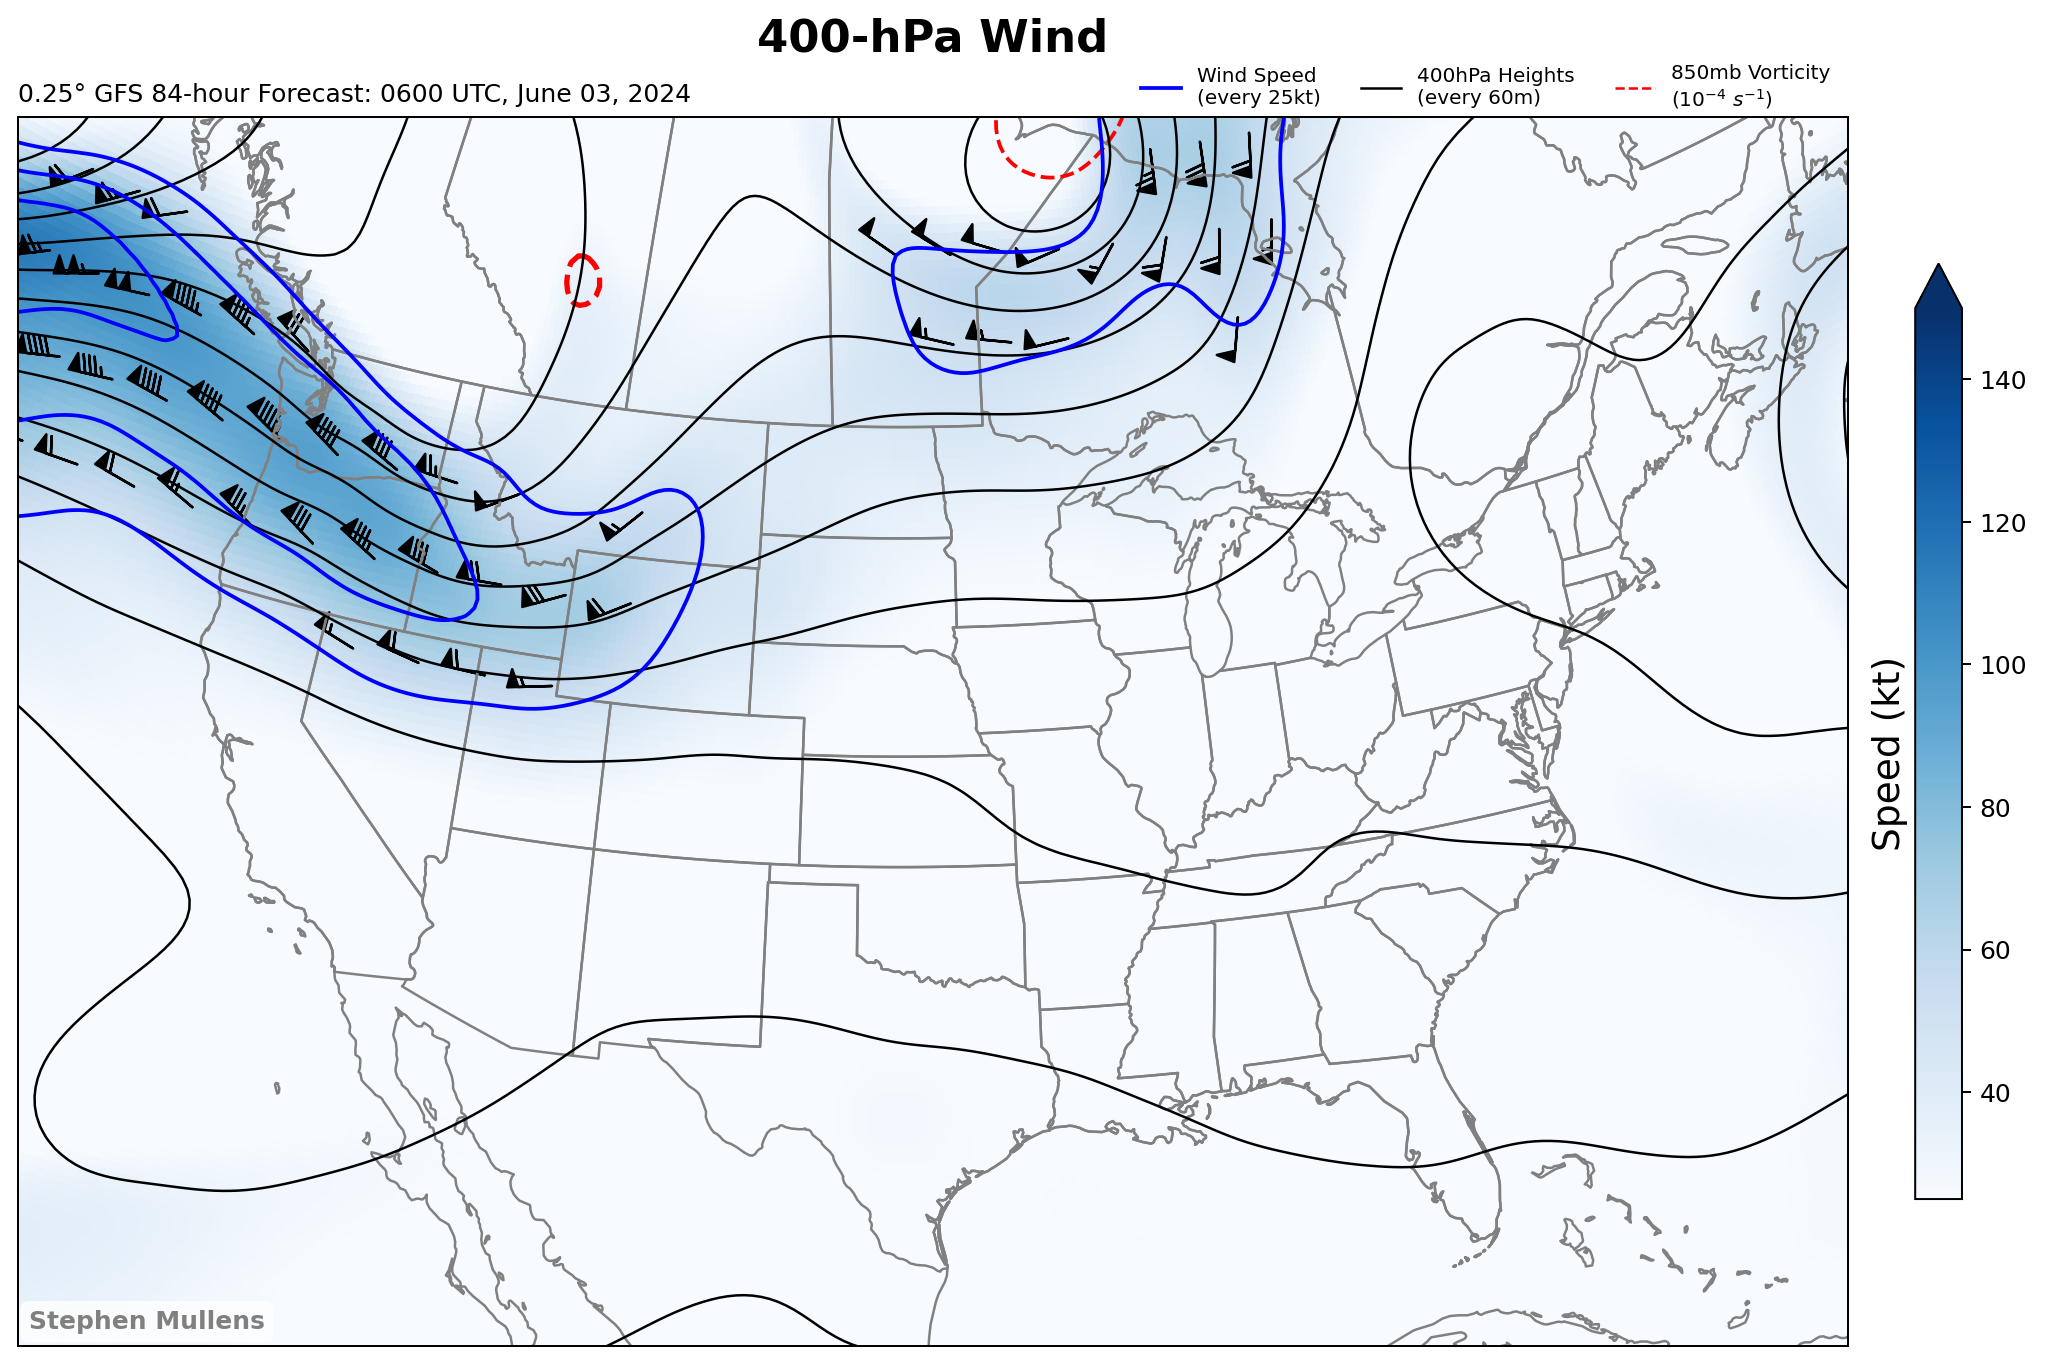 400-hPa Wind
0.25° GFS 84-hour Forecast: 0600 UTC, June 03, 2024
Wind Speed
(every 25kt)
400hPa Heights
(every 60m)
850mb Vorticity
(10⁻⁴ s⁻¹)
140
120
100
80
60
40
Speed (kt)
Stephen Mullens